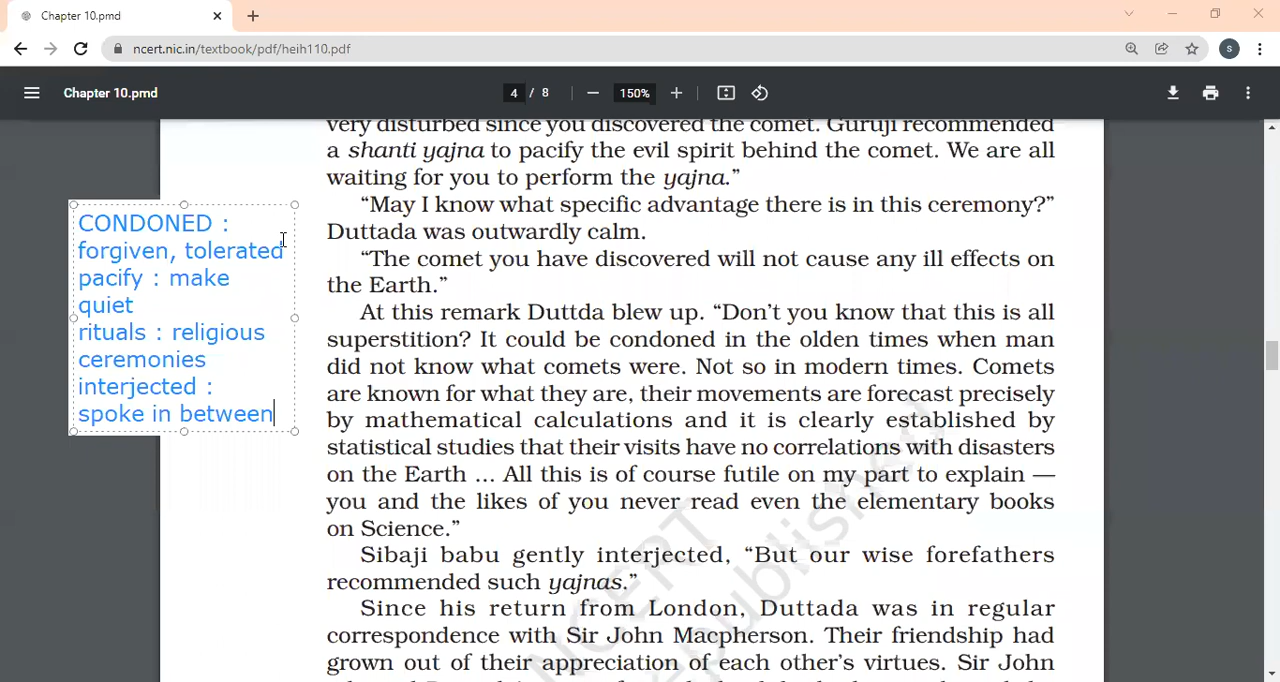 Chapter 10.pmd
ncert.nic.in/textbook/pdf/heih110.pdf
S
Chapter 10.pmd
4 / 8
150%
very disturbed since you discovered the comet. Guruji recommended
a shanti yajna to pacify the evil spirit behind the comet. We are all
waiting for you to perform the yajna.”
“May I know what specific advantage there is in this ceremony?”
Duttada was outwardly calm.
“The comet you have discovered will not cause any ill effects on
the Earth.”
At this remark Duttda blew up. “Don’t you know that this is all
superstition? It could be condoned in the olden times when man
did not know what comets were. Not so in modern times. Comets
are known for what they are, their movements are forecast precisely
by mathematical calculations and it is clearly established by
statistical studies that their visits have no correlations with disasters
on the Earth ... All this is of course futile on my part to explain —
you and the likes of you never read even the elementary books
on Science.”
Sibaji babu gently interjected, “But our wise forefathers
recommended such yajnas.”
Since his return from London, Duttada was in regular
correspondence with Sir John Macpherson. Their friendship had
grown out of their appreciation of each other’s virtues. Sir John
CONDONED :
forgiven, tolerated
pacify : make
quiet
rituals : religious
ceremonies
interjected :
spoke in between
NCERT
republished